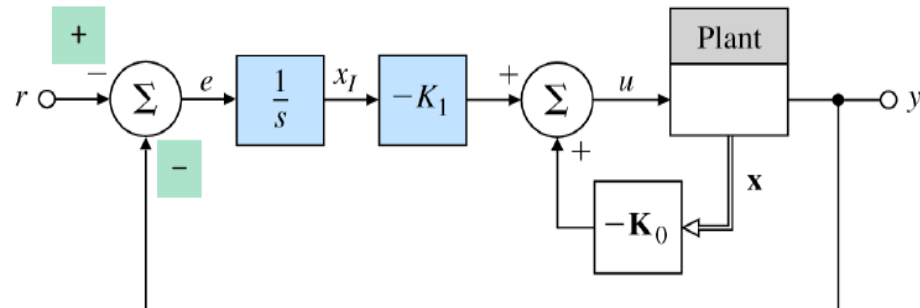 +
−
r
Σ
e
1
s
x_I
−K_1
+
Σ
u
Plant
y
−
+
x
−K_0